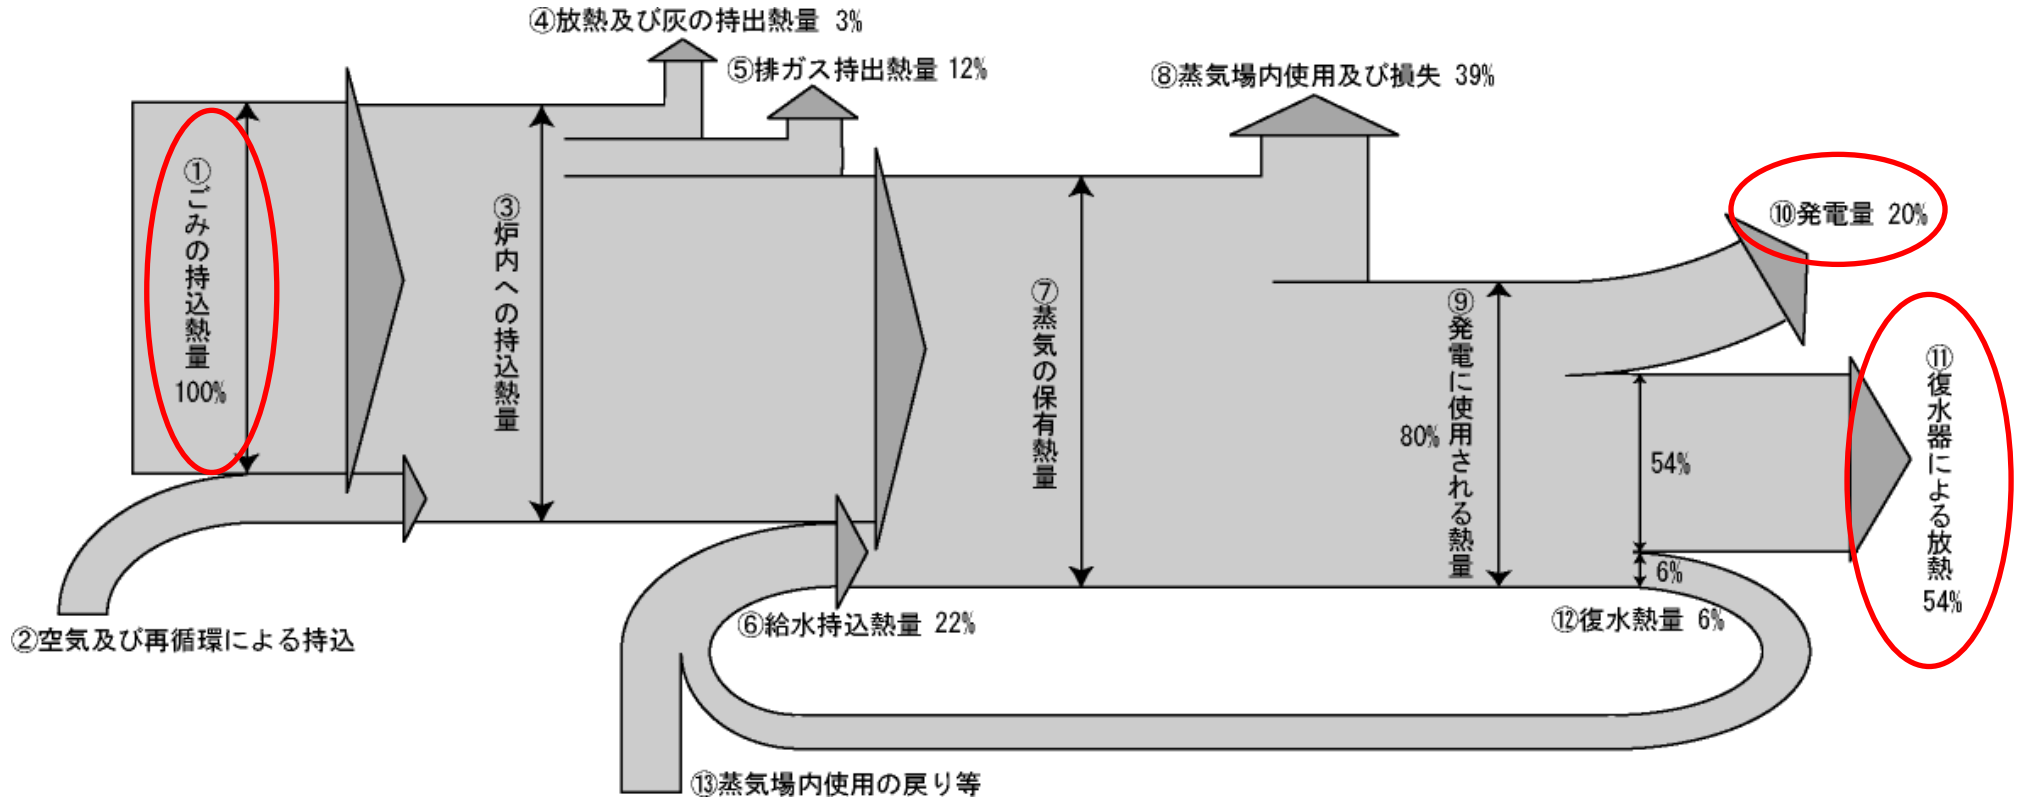 ④放熱及び灰の持出熱量 3%
⑤排ガス持出熱量 12%
⑧蒸気場内使用及び損失 39%
①ごみの持込熱量
100%
③炉内への持込熱量
⑦蒸気の保有熱量
⑨発電に使用される熱量
80%
⑩発電量 20%
54%
6%
⑪復水器による放熱
54%
②空気及び再循環による持込
⑥給水持込熱量 22%
⑫復水熱量 6%
⑬蒸気場内使用の戻り等